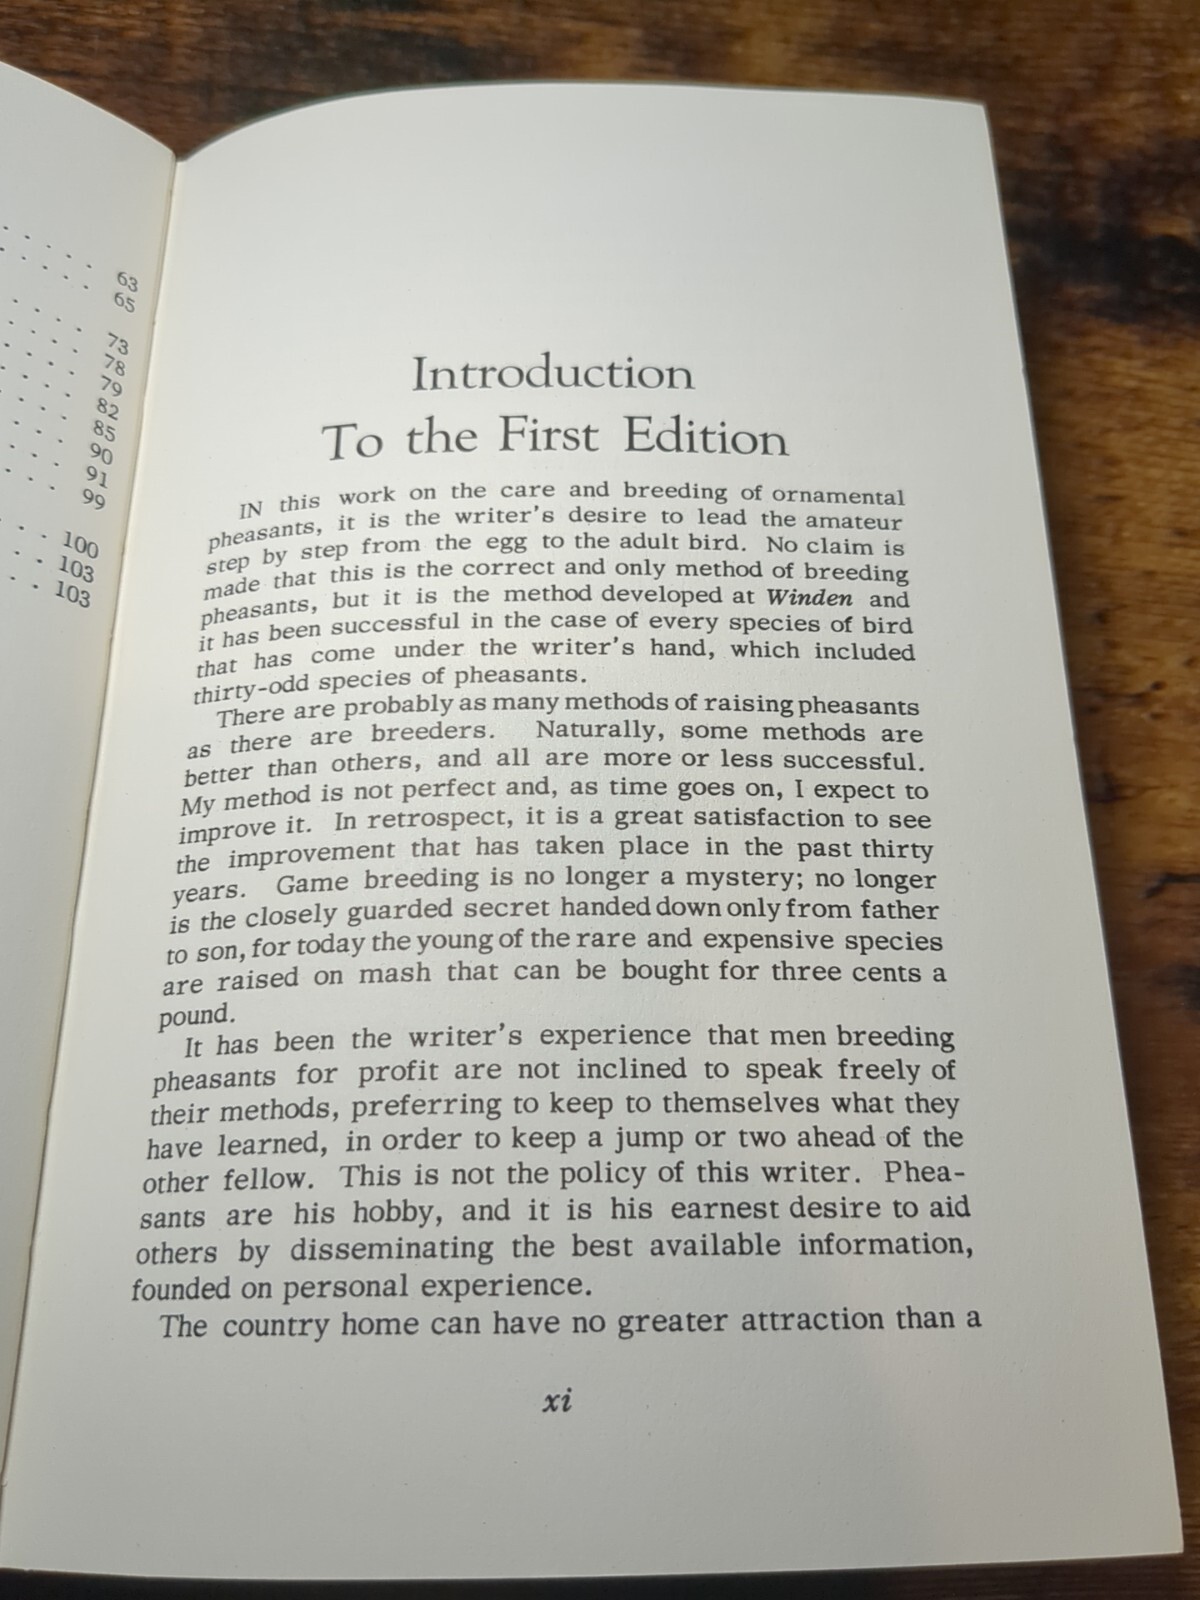 . . . . . 63
. . . . . 65
. . . . 73
. . . . 78
. . . . 79
. . . . 82
. . . . 85
. . . 90
. . . 91
. . . 99
. . . 100
. . 103
. . 103
Introduction
To the First Edition
IN this work on the care and breeding of ornamental
pheasants, it is the writer's desire to lead the amateur
step by step from the egg to the adult bird. No claim is
made that this is the correct and only method of breeding
pheasants, but it is the method developed at Winden and
it has been successful in the case of every species of bird
that has come under the writer's hand, which included
thirty-odd species of pheasants.
There are probably as many methods of raising pheasants
as there are breeders. Naturally, some methods are
better than others, and all are more or less successful.
My method is not perfect and, as time goes on, I expect to
improve it. In retrospect, it is a great satisfaction to see
the improvement that has taken place in the past thirty
years. Game breeding is no longer a mystery; no longer
is the closely guarded secret handed down only from father
to son, for today the young of the rare and expensive species
are raised on mash that can be bought for three cents a
pound.
It has been the writer's experience that men breeding
pheasants for profit are not inclined to speak freely of
their methods, preferring to keep to themselves what they
have learned, in order to keep a jump or two ahead of the
other fellow. This is not the policy of this writer. Phea-
sants are his hobby, and it is his earnest desire to aid
others by disseminating the best available information,
founded on personal experience.
The country home can have no greater attraction than a
xi